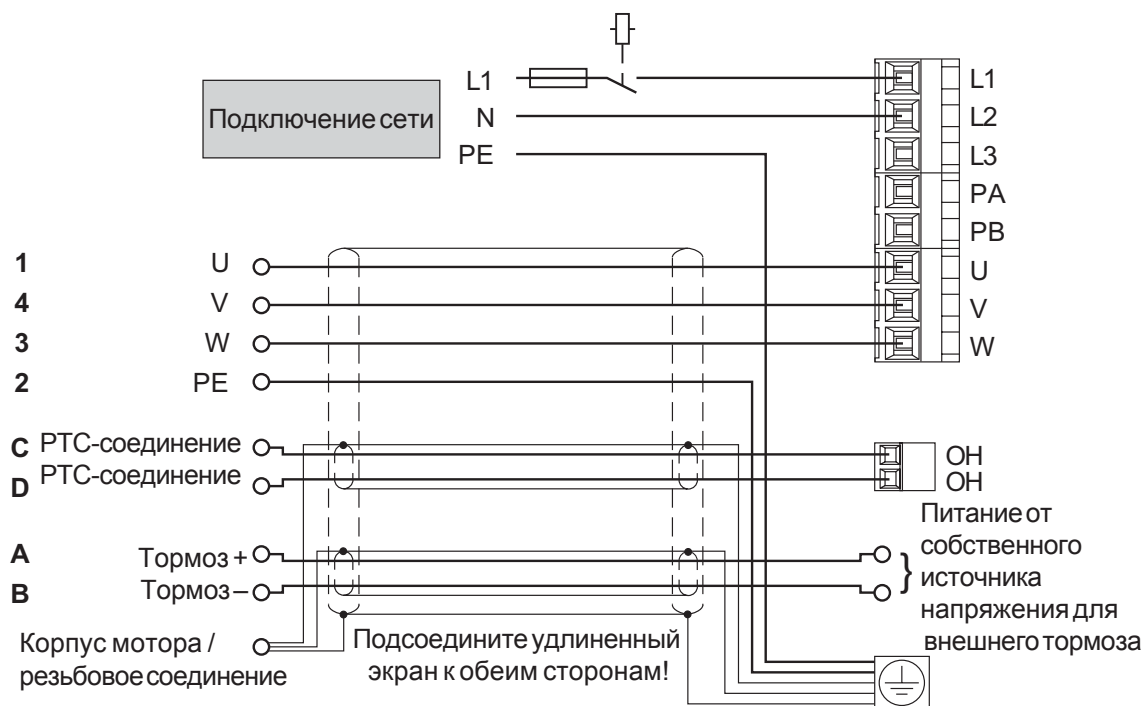 L1 L1
Подключение сети N L2
PE L3
PA
PB
1 U U
4 V V
3 W W
2 PE
C PTC-соединение OH
D PTC-соединение OH
Питание от
собственного
источника
напряжения для
внешнего тормоза
A Тормоз +
B Тормоз –
}
Корпус мотора /
резьбовое соединение
Подсоедините удлиненный
экран к обеим сторонам!